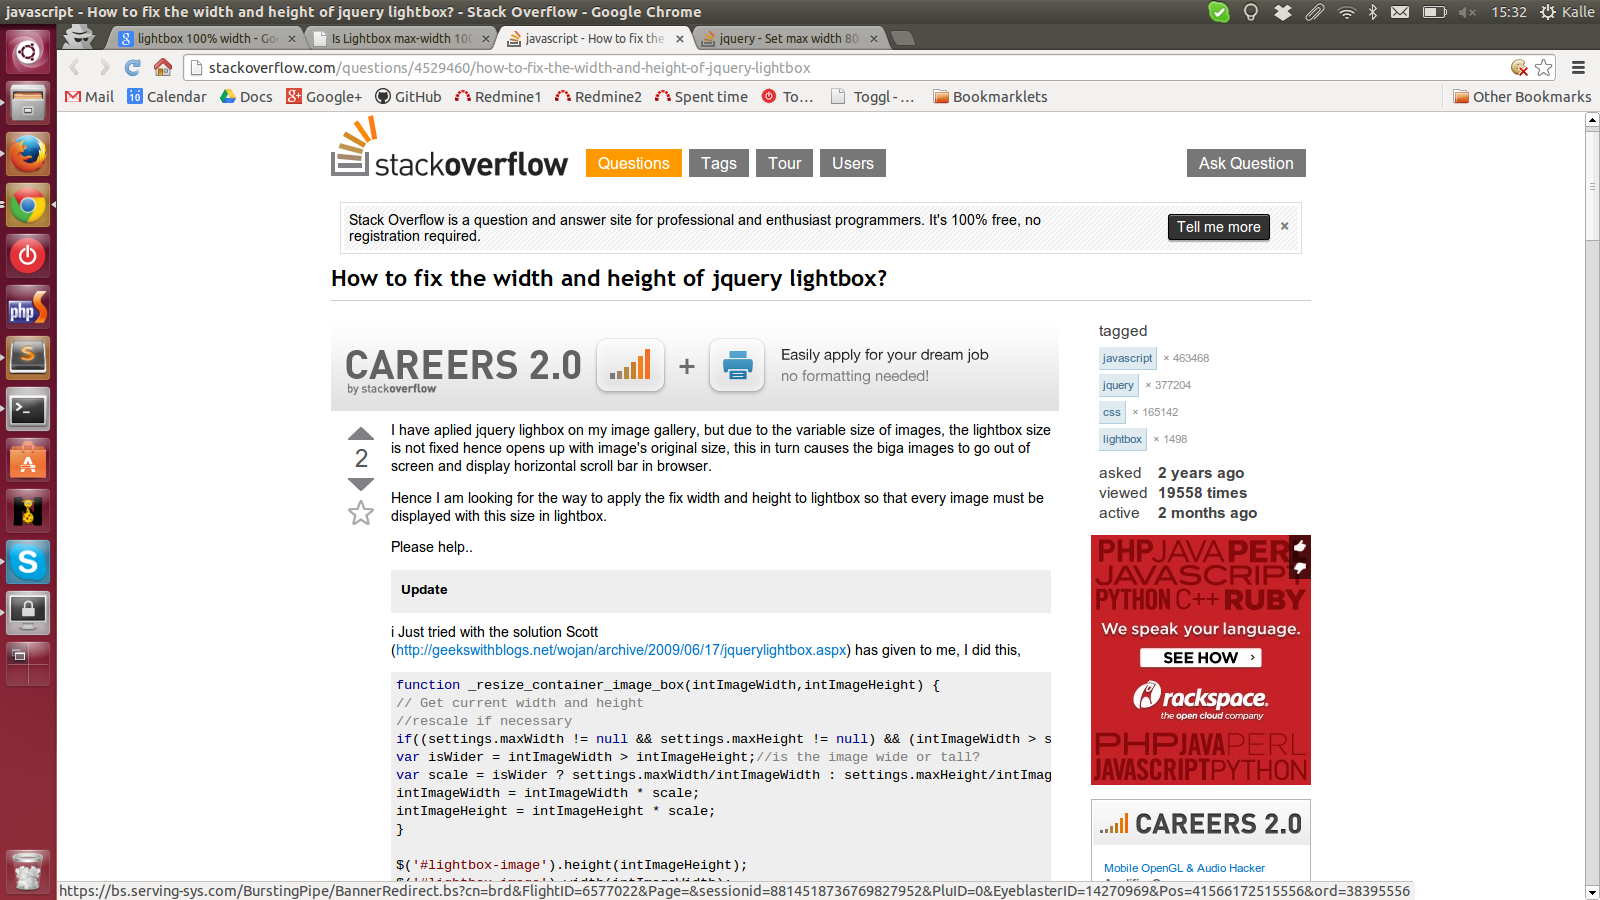 javascript - How to fix the width and height of jquery lightbox? - Stack Overflow - Google Chrome
15:32 Kalle
lightbox 100% width - Go
Is Lightbox max-width 100
javascript - How to fix the
jquery - Set max width 80
stackoverflow.com/questions/4529460/how-to-fix-the-width-and-height-of-jquery-lightbox
Mail Calendar Docs Google+ GitHub Redmine1 Redmine2 Spent time To... Toggl - ... Bookmarklets Other Bookmarks
stackoverflow
Questions Tags Tour Users Ask Question
Stack Overflow is a question and answer site for professional and enthusiast programmers. It's 100% free, no
registration required.
Tell me more ×
How to fix the width and height of jquery lightbox?
CAREERS 2.0
by stackoverflow
+
Easily apply for your dream job
no formatting needed!
2
I have aplied jquery lighbox on my image gallery, but due to the variable size of images, the lightbox size
is not fixed hence opens up with image's original size, this in turn causes the biga images to go out of
screen and display horizontal scroll bar in browser.
Hence I am looking for the way to apply the fix width and height to lightbox so that every image must be
displayed with this size in lightbox.
Please help..
Update
i Just tried with the solution Scott
(http://geekswithblogs.net/wojan/archive/2009/06/17/jquerylightbox.aspx) has given to me, I did this,
function _resize_container_image_box(intImageWidth,intImageHeight) {
// Get current width and height
//rescale if necessary
if((settings.maxWidth != null && settings.maxHeight != null) && (intImageWidth > s
var isWider = intImageWidth > intImageHeight;//is the image wide or tall?
var scale = isWider ? settings.maxWidth/intImageWidth : settings.maxHeight/intImag
intImageWidth = intImageWidth * scale;
intImageHeight = intImageHeight * scale;
}
$('#lightbox-image').height(intImageHeight);
tagged
javascript × 463468
jquery × 377204
css × 165142
lightbox × 1498
asked 2 years ago
viewed 19558 times
active 2 months ago
PHPJAVAPERL
JAVASCRIPT
PYTHON C++ RUBY
We speak your language.
SEE HOW ›
rackspace.
the open cloud company
PHPJAVAPERL
JAVASCRIPTPYTHON
CAREERS 2.0
Mobile OpenGL & Audio Hacker
php S
S
10
https://bs.serving-sys.com/BurstingPipe/BannerRedirect.bs?cn=brd&FlightID=6577022&Page=&sessionid=8814518736769827952&PluID=0&EyeblasterID=14270969&Pos=41566172515556&ord=38395556